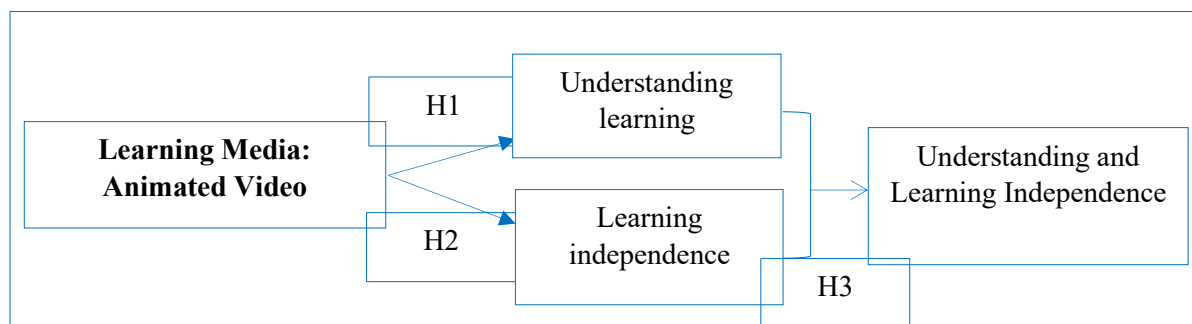 Learning Media:
Animated Video
H1
Understanding
learning
H2
Learning
independence
H3
Understanding and
Learning Independence